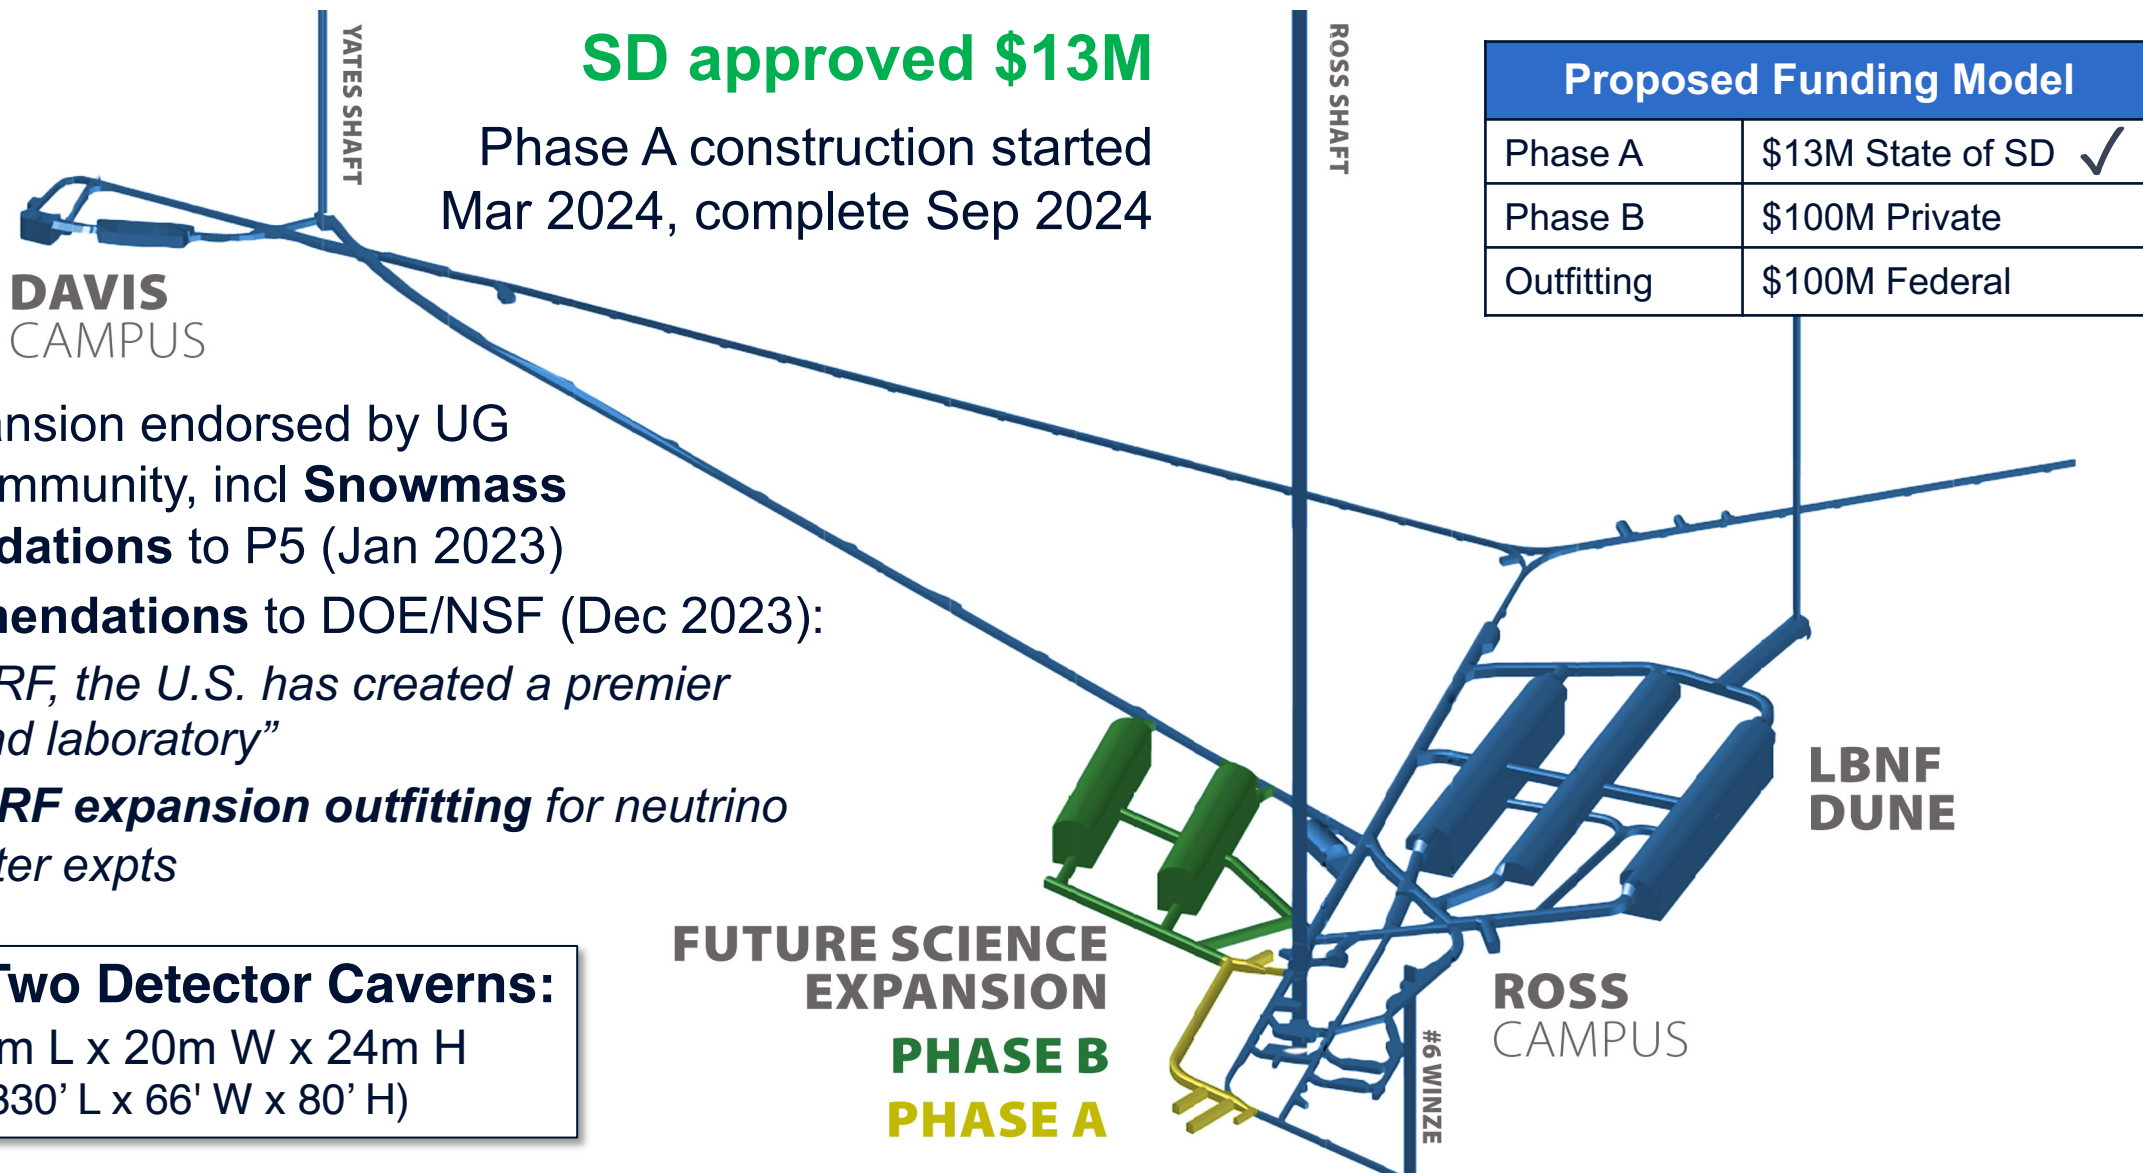 SD approved $13M
Phase A construction started
Mar 2024, complete Sep 2024
YATES SHAFT
ROSS SHAFT
Proposed Funding Model
Phase A $13M State of SD ✓
Phase B $100M Private
Outfitting $100M Federal
DAVIS
CAMPUS
ansion endorsed by UG
mmunity, incl Snowmass
dations to P5 (Jan 2023)
mendations to DOE/NSF (Dec 2023):
RF, the U.S. has created a premier
nd laboratory”
RF expansion outfitting for neutrino
ter expts
Two Detector Caverns:
m L x 20m W x 24m H
330’ L x 66' W x 80’ H)
FUTURE SCIENCE
EXPANSION
PHASE B
PHASE A
LBNF
DUNE
ROSS
CAMPUS
#6 WINZE